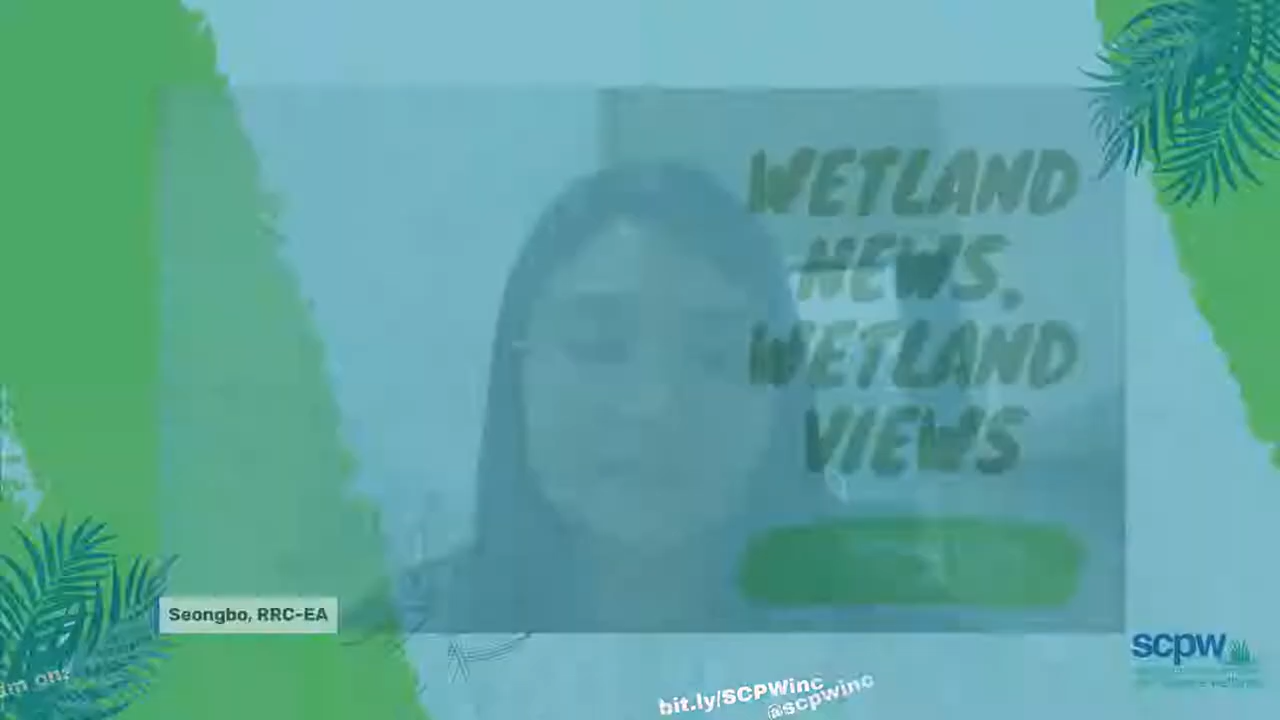 WETLAND
NEWS,
WETLAND
VIEWS
Seongbo, RRC-EA
scpw
bit.ly/SCPWinc
@scpwinc